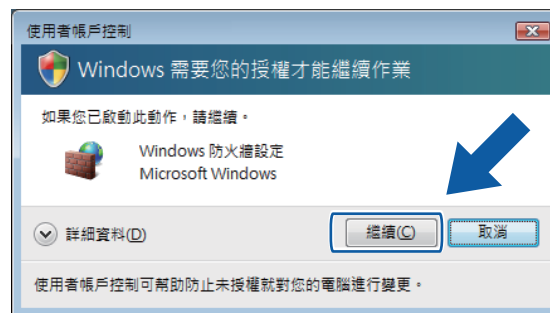 使用者帳戶控制
Windows 需要您的授權才能繼續作業
如果您已啟動此動作，請繼續。
Windows 防火牆設定
Microsoft Windows
詳細資料(D)
繼續(C)
取消
使用者帳戶控制可幫助防止未授權就對您的電腦進行變更。